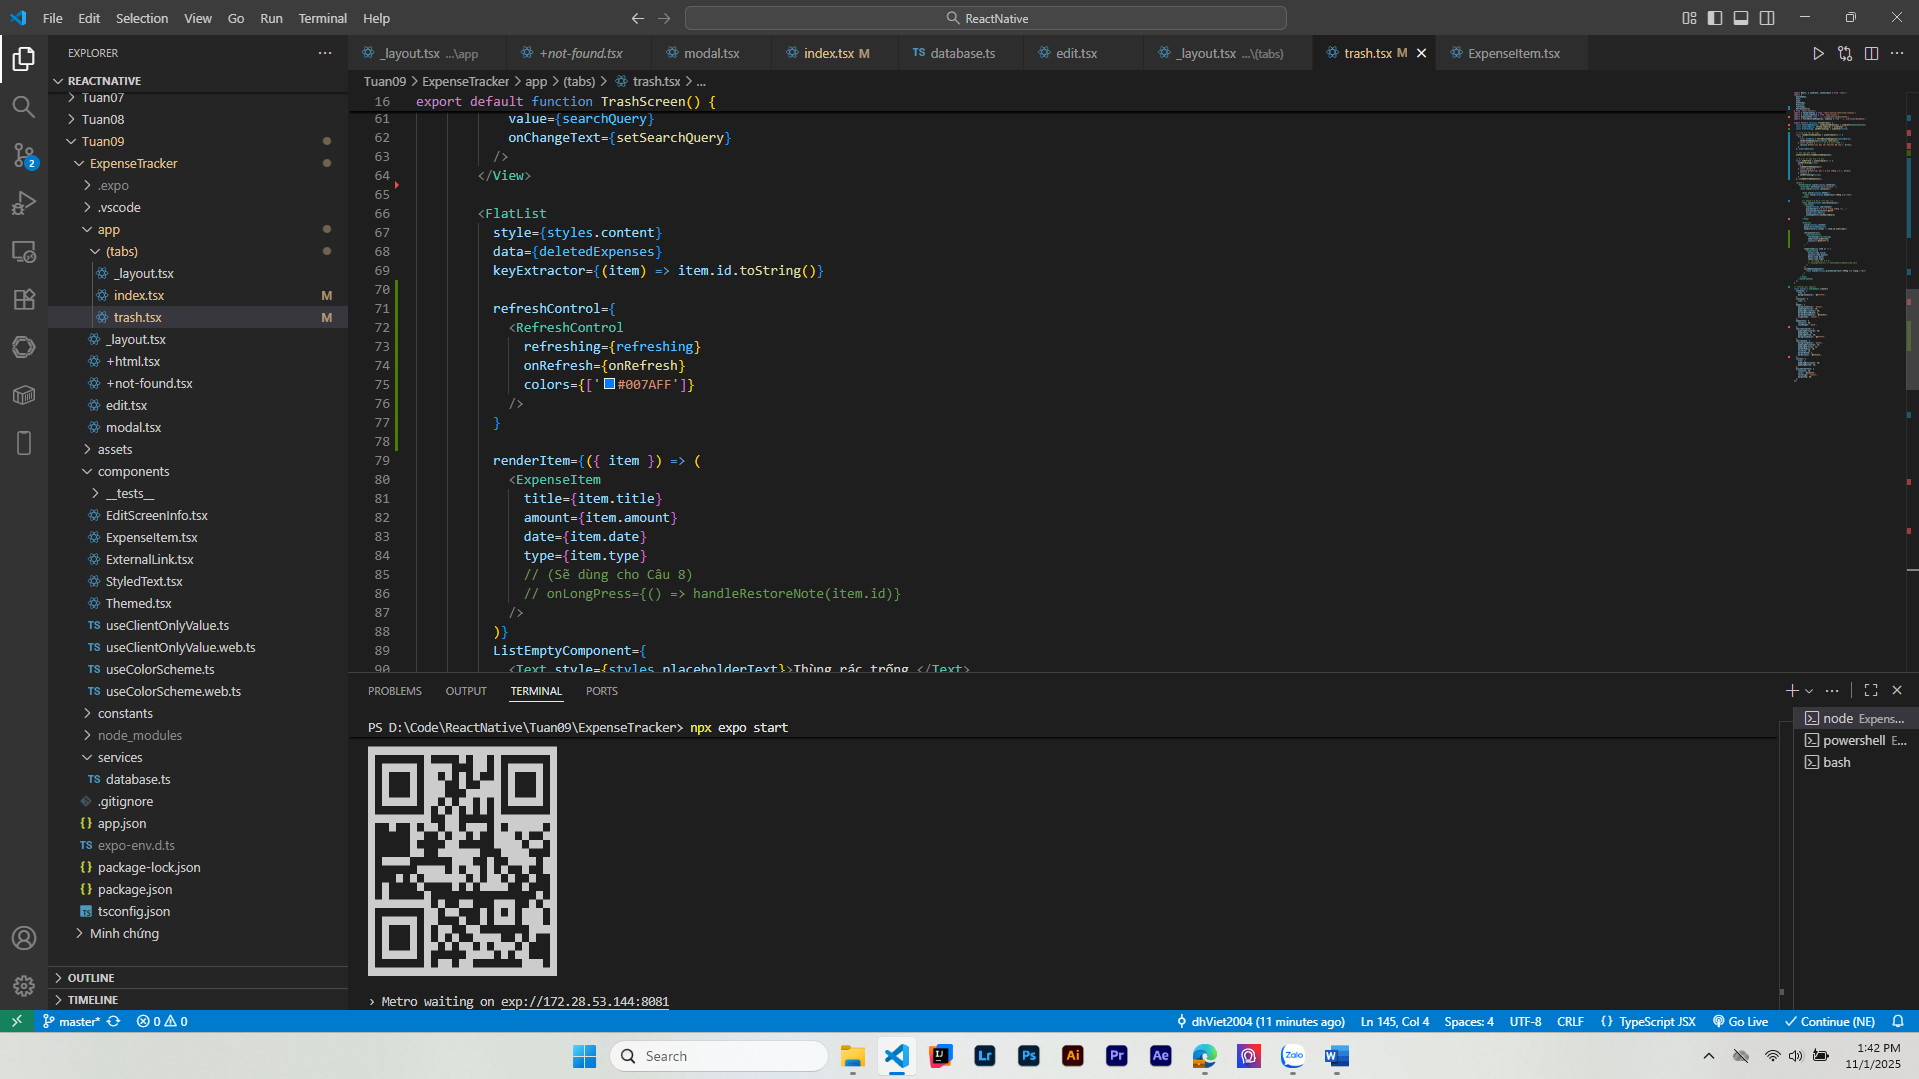 File Edit Selection View Go Run Terminal Help
ReactNative
EXPLORER
REACTNATIVE
Tuan07
Tuan08
Tuan09
ExpenseTracker
.expo
.vscode
app
(tabs)
_layout.tsx
index.tsx M
trash.tsx M
_layout.tsx
+html.tsx
+not-found.tsx
edit.tsx
modal.tsx
assets
components
__tests__
EditScreenInfo.tsx
ExpenseItem.tsx
ExternalLink.tsx
StyledText.tsx
Themed.tsx
TS useClientOnlyValue.ts
TS useClientOnlyValue.web.ts
TS useColorScheme.ts
TS useColorScheme.web.ts
constants
node_modules
services
TS database.ts
.gitignore
{} app.json
TS expo-env.d.ts
{} package-lock.json
{} package.json
TS tsconfig.json
Minh chứng
OUTLINE
TIMELINE
2
_layout.tsx ...\app +not-found.tsx modal.tsx index.tsx M TS database.ts edit.tsx _layout.tsx ...\(tabs) trash.tsx M ExpenseItem.tsx
Tuan09 > ExpenseTracker > app > (tabs) > trash.tsx > ...
16 export default function TrashScreen() {
61 value={searchQuery}
62 onChangeText={setSearchQuery}
63 />
64 </View>
65
66 <FlatList
67 style={styles.content}
68 data={deletedExpenses}
69 keyExtractor={(item) => item.id.toString()}
70
71 refreshControl={
72 <RefreshControl
73 refreshing={refreshing}
74 onRefresh={onRefresh}
75 colors={['#007AFF']}
76 />
77 }
78
79 renderItem={({ item }) => (
80 <ExpenseItem
81 title={item.title}
82 amount={item.amount}
83 date={item.date}
84 type={item.type}
85 // (Sẽ dùng cho Câu 8)
86 // onLongPress={() => handleRestoreNote(item.id)}
87 />
88 )}
89 ListEmptyComponent={
90 <Text style={styles.placeholderText}>Thùng rác trống.</Text>
PROBLEMS OUTPUT TERMINAL PORTS
PS D:\Code\ReactNative\Tuan09\ExpenseTracker> npx expo start
› Metro waiting on exp://172.28.53.144:8081
node Expens...
powershell E...
bash
master* 0 0 dhViet2004 (11 minutes ago) Ln 145, Col 4 Spaces: 4 UTF-8 CRLF {} TypeScript JSX Go Live Continue (NE)
Search
Lr Ps Ai Pr Ae Zalo W
1:42 PM
11/1/2025